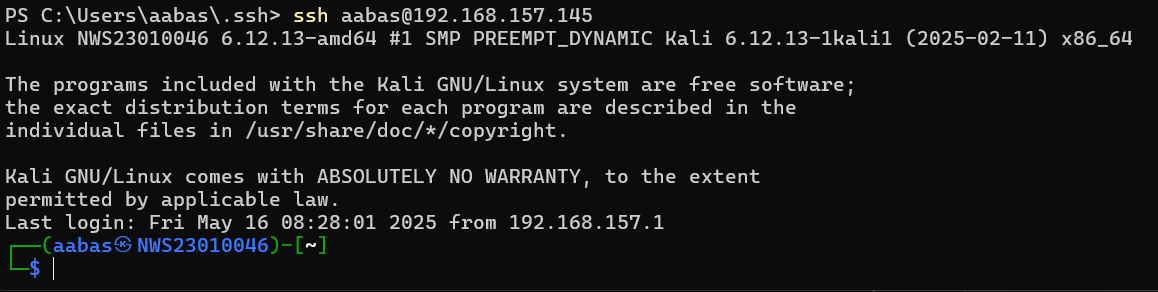 PS C:\Users\aabas\.ssh> ssh aabas@192.168.157.145
Linux NWS23010046 6.12.13-amd64 #1 SMP PREEMPT_DYNAMIC Kali 6.12.13-1kali1 (2025-02-11) x86_64
The programs included with the Kali GNU/Linux system are free software;
the exact distribution terms for each program are described in the
individual files in /usr/share/doc/*/copyright.
Kali GNU/Linux comes with ABSOLUTELY NO WARRANTY, to the extent
permitted by applicable law.
Last login: Fri May 16 08:28:01 2025 from 192.168.157.1
┌──(aabas㉿NWS23010046)-[~]
└─$